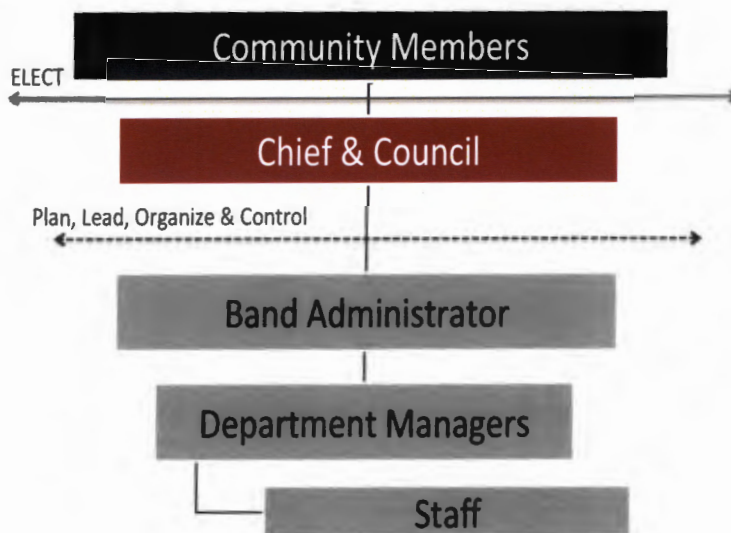 Community Members
ELECT
Chief & Council
Plan, Lead, Organize & Control
Band Administrator
Department Managers
Staff